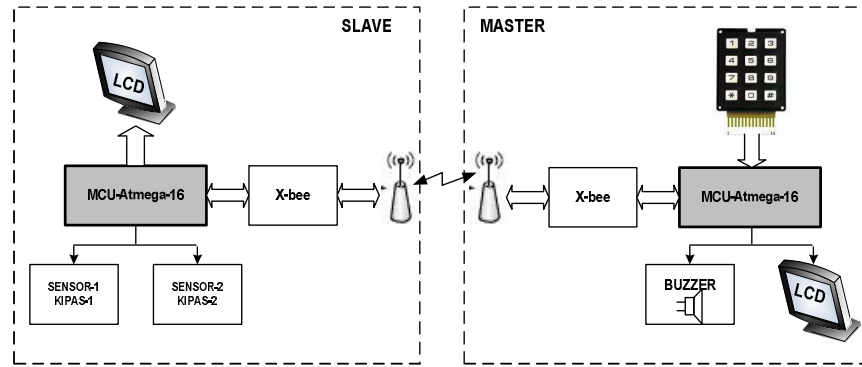 SLAVE
LCD
MCU-Atmega-16
X-bee
SENSOR-1
KIPAS-1
SENSOR-2
KIPAS-2
MASTER
1 2 3
4 5 6
7 8 9
* 0 #
X-bee
MCU-Atmega-16
BUZZER
LCD